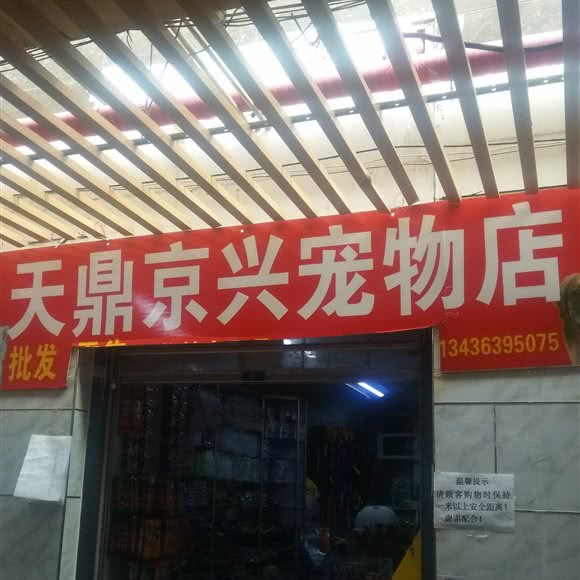 天鼎京兴宠物店
批发
13436395075
温馨提示
请顾客购物时保持
一米以上安全距离!
谢谢配合!